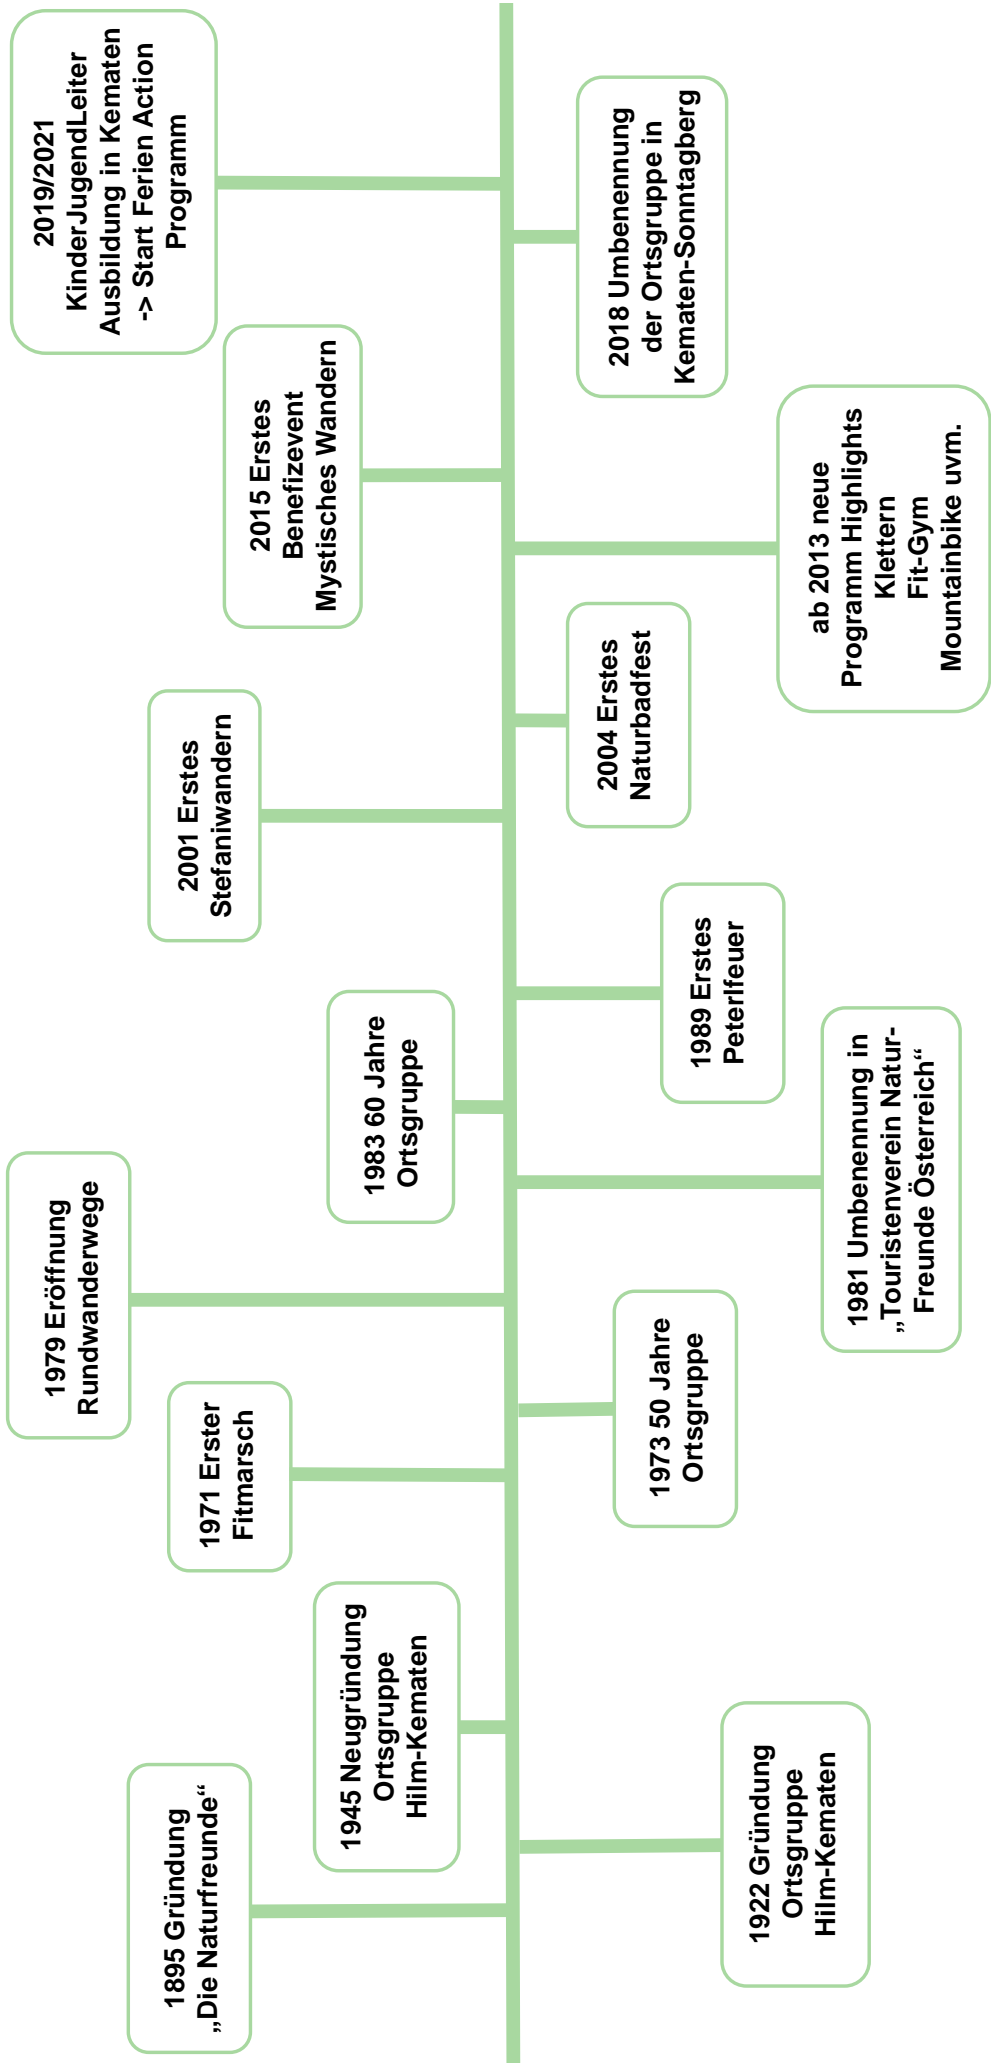 1895 Gründung
„Die Naturfreunde“
1922 Gründung
Ortsgruppe
Hilm-Kematen
1945 Neugründung
Ortsgruppe
Hilm-Kematen
1971 Erster
Fitmarsch
1973 50 Jahre
Ortsgruppe
1979 Eröffnung
Rundwanderwege
1981 Umbenennung in
„Touristenverein Natur-
Freunde Österreich“
1983 60 Jahre
Ortsgruppe
1989 Erstes
Peterlfeuer
2001 Erstes
Stefaniwandern
2004 Erstes
Naturbadfest
ab 2013 neue
Programm Highlights
Klettern
Fit-Gym
Mountainbike uvm.
2015 Erstes
Benefizevent
Mystisches Wandern
2018 Umbenennung
der Ortsgruppe in
Kematen-Sonntagberg
2019/2021
KinderJugendLeiter
Ausbildung in Kematen
-> Start Ferien Action
Programm